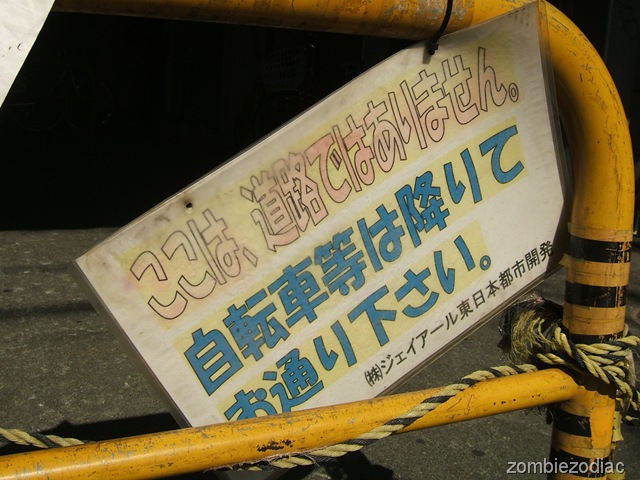 ここは、道路ではありません。
自転車等は降りて
お通り下さい。
㈱ジェイアール東日本都市開発
zombiezodiac